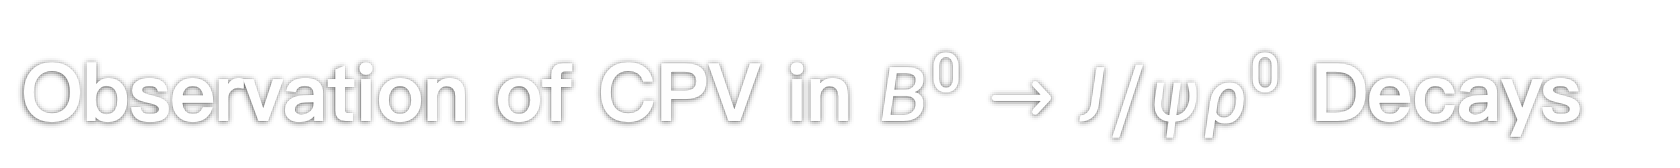 Observation of CPV in B⁰ → J/ψρ⁰ Decays